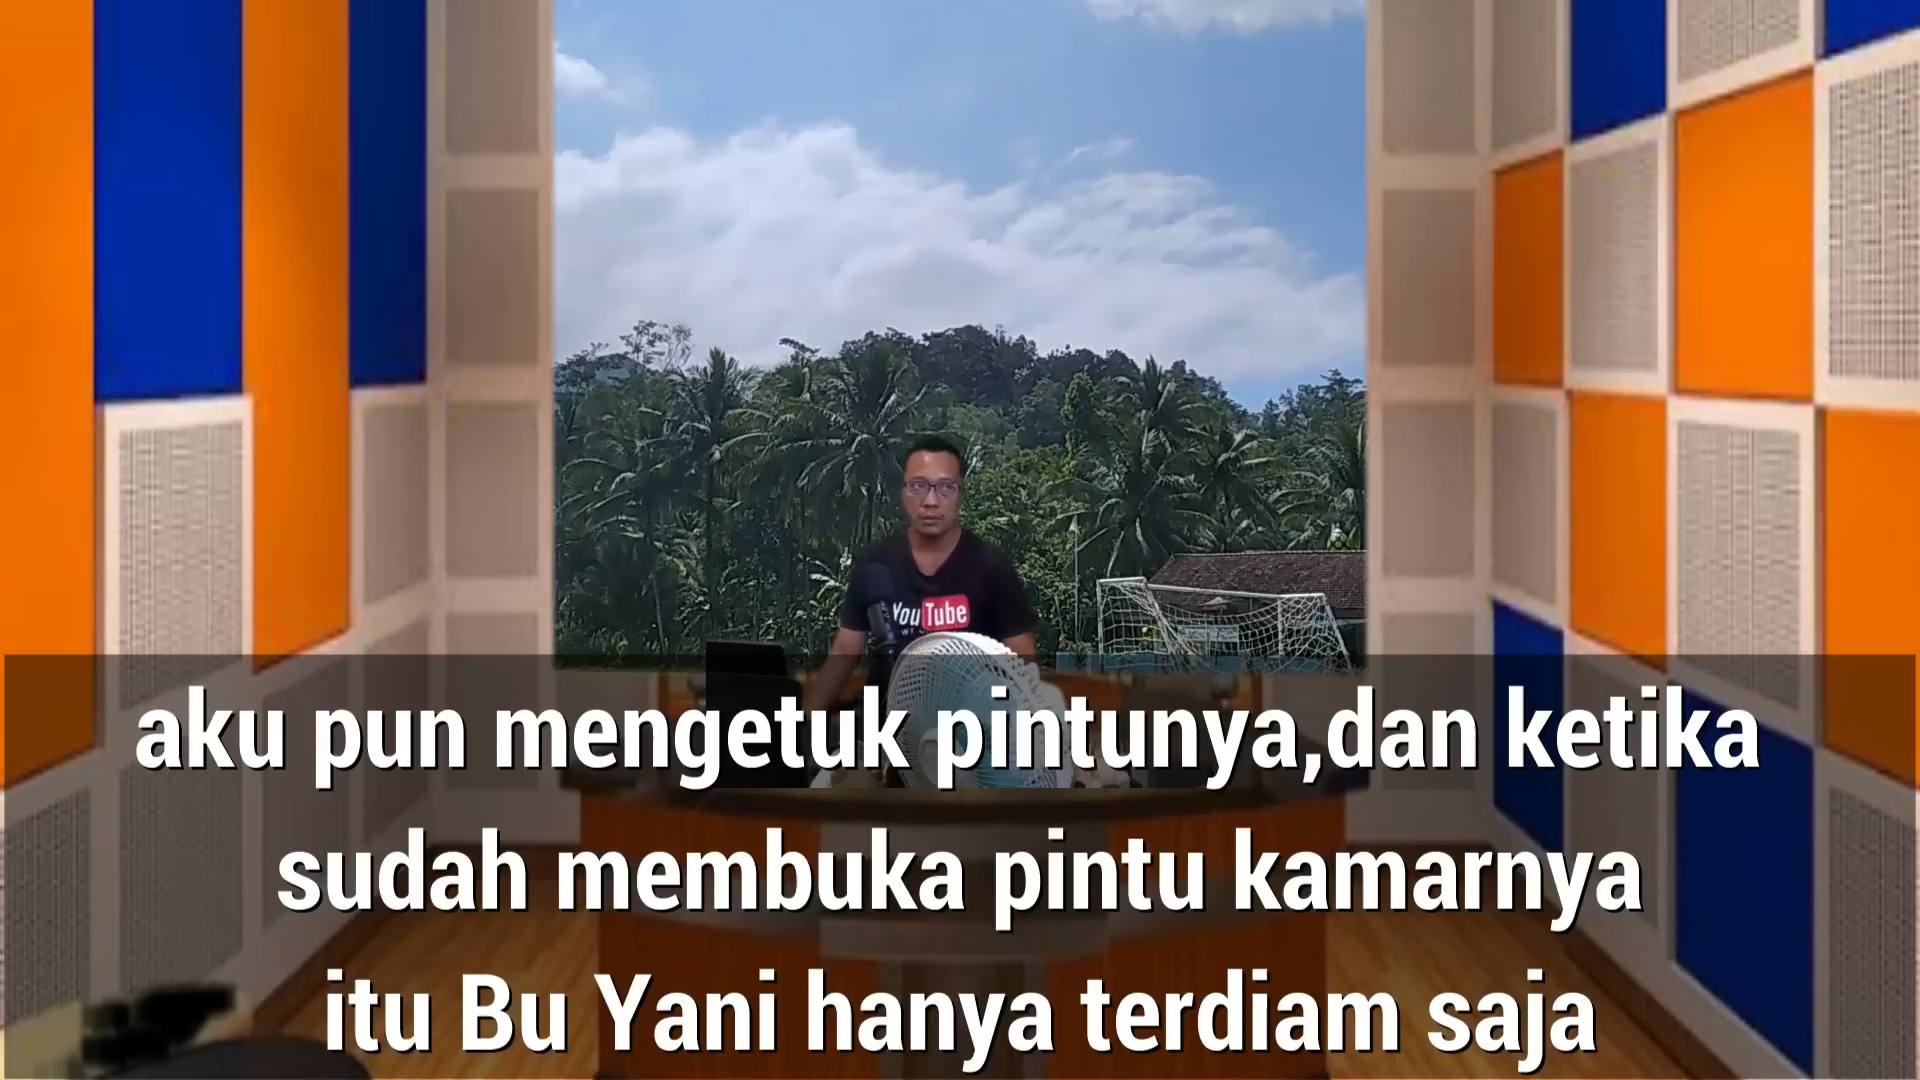 YouTube
aku pun mengetuk pintunya,dan ketika
sudah membuka pintu kamarnya
itu Bu Yani hanya terdiam saja